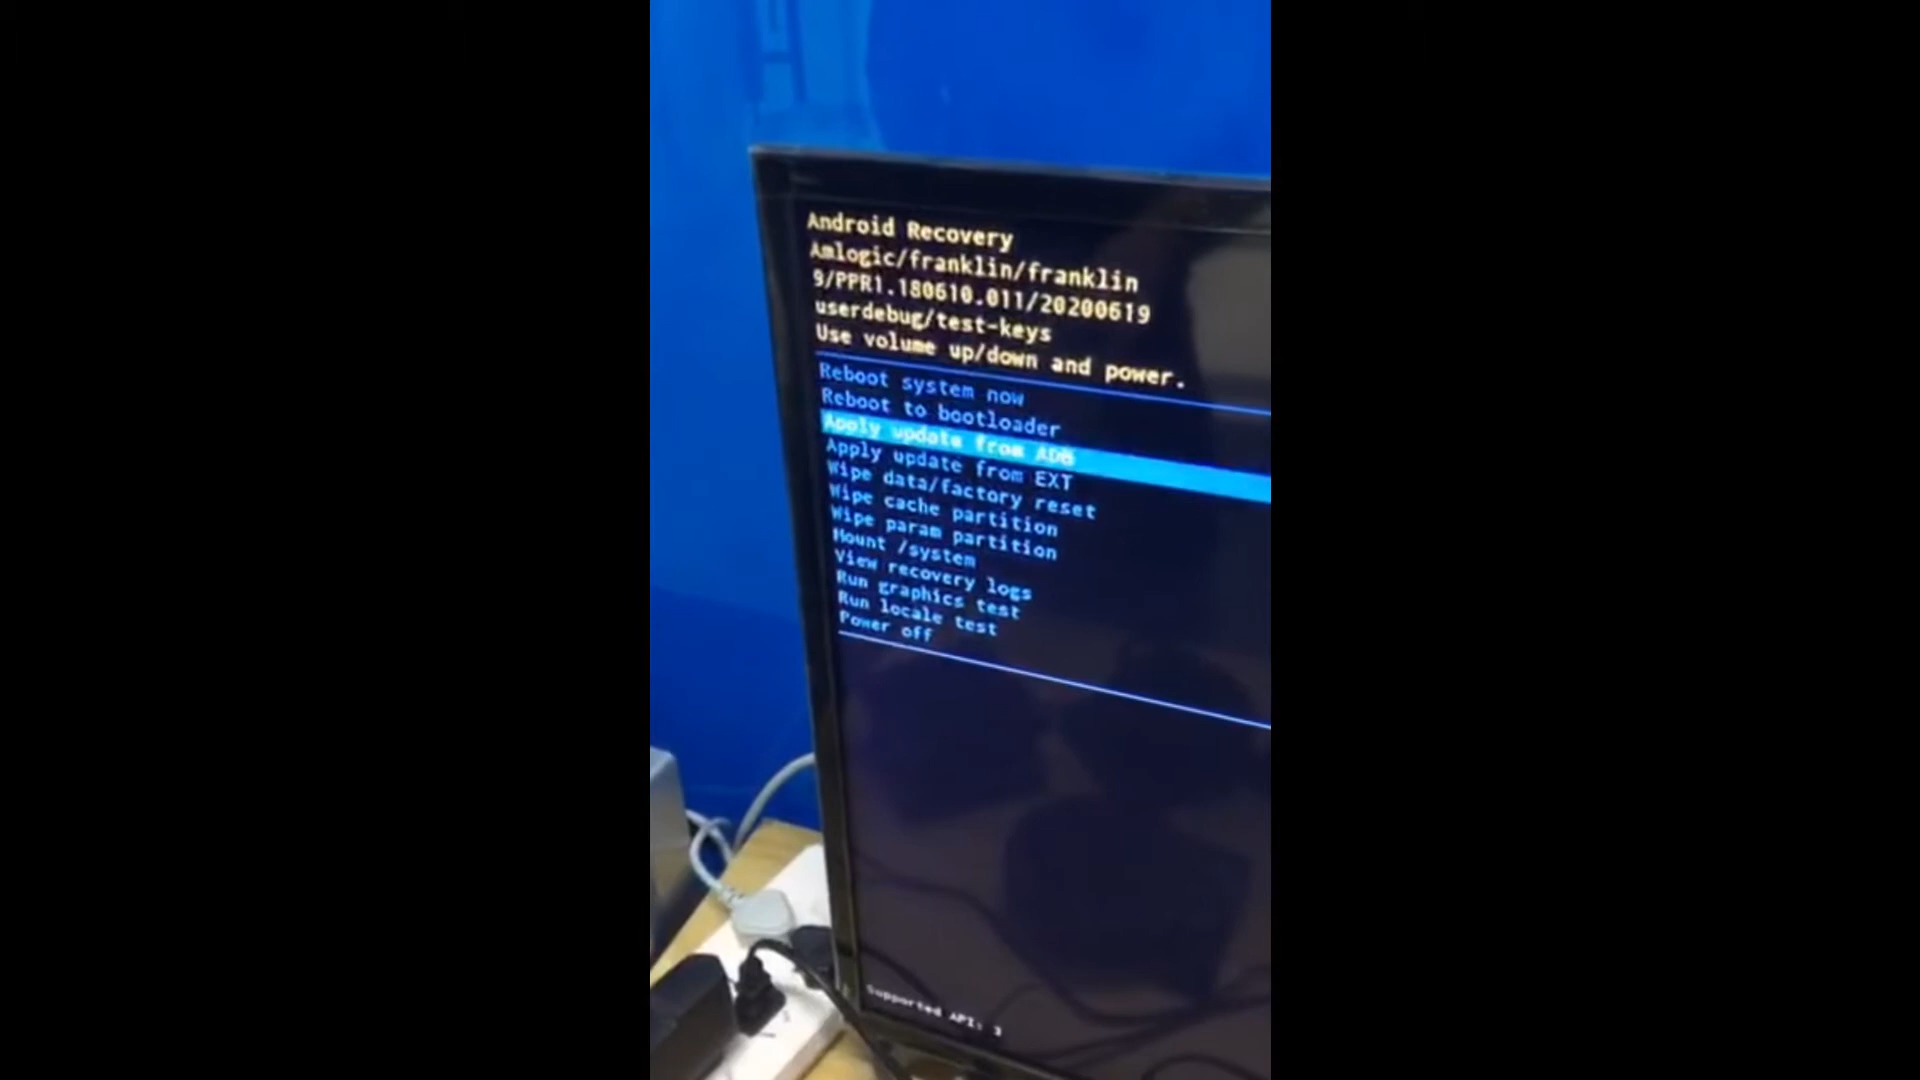 Android Recovery
Amlogic/franklin/franklin
9/PPR1.180610.011/20200619
userdebug/test-keys
Use volume up/down and power.
Reboot system now
Reboot to bootloader
Apply update from ADB
Apply update from EXT
Wipe data/factory reset
Wipe cache partition
Wipe param partition
Mount /system
View recovery logs
Run graphics test
Run locale test
Power off
Supported API: 3